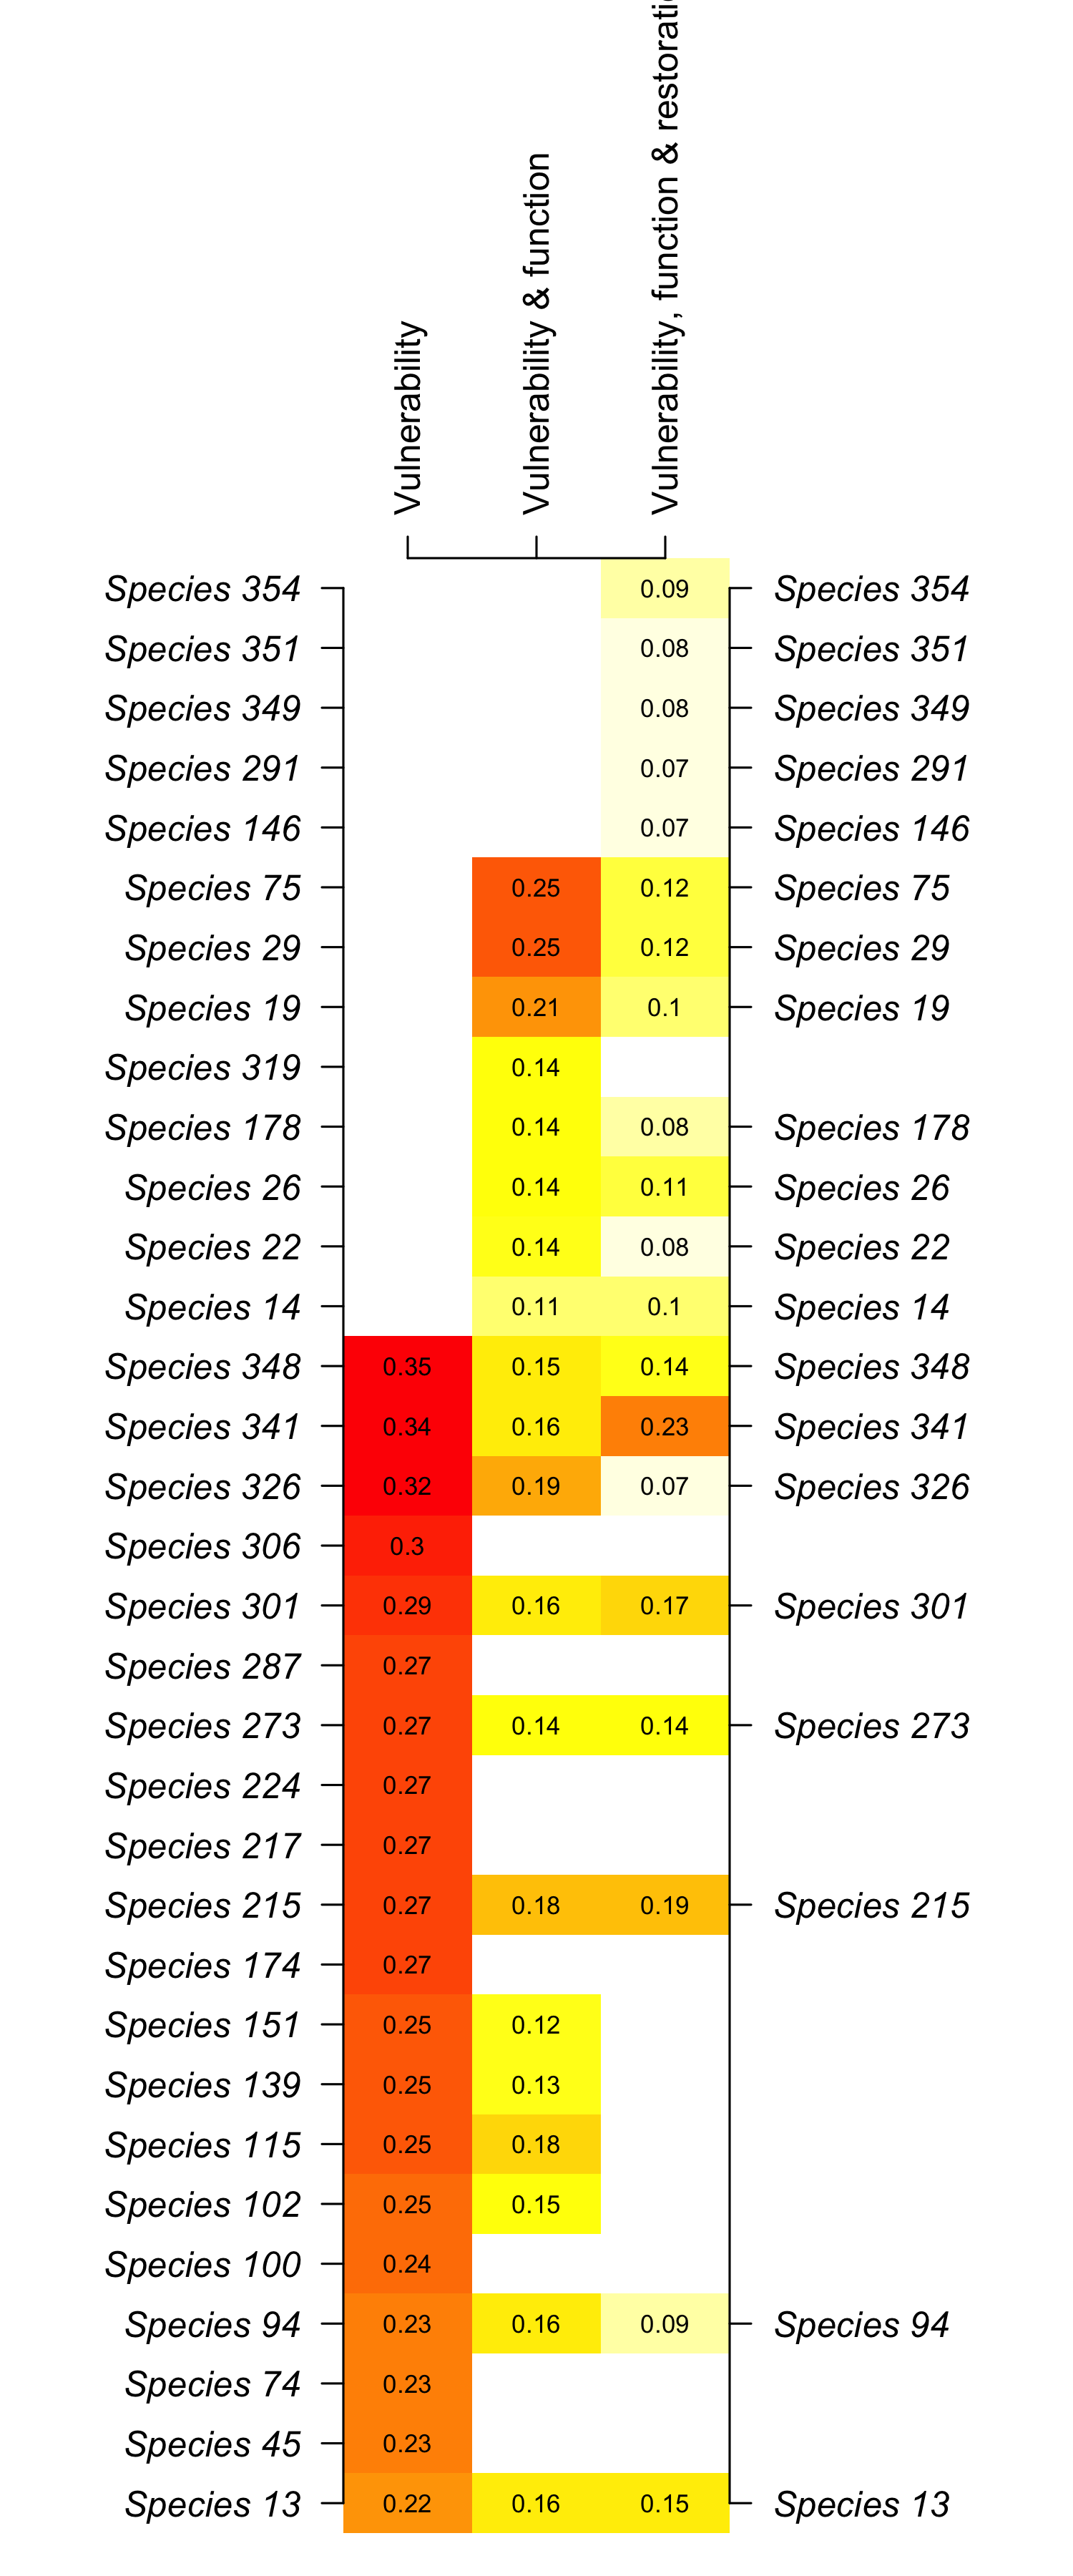 Vulnerability
Vulnerability & function
Vulnerability, function &
Species 354 0.09 Species 354
Species 351 0.08 Species 351
Species 349 0.08 Species 349
Species 291 0.07 Species 291
Species 146 0.07 Species 146
Species 75 0.25 0.12 Species 75
Species 29 0.25 0.12 Species 29
Species 19 0.21 0.1 Species 19
Species 319 0.14
Species 178 0.14 0.08 Species 178
Species 26 0.14 0.11 Species 26
Species 22 0.14 0.08 Species 22
Species 14 0.11 0.1 Species 14
Species 348 0.35 0.15 0.14 Species 348
Species 341 0.34 0.16 0.23 Species 341
Species 326 0.32 0.19 0.07 Species 326
Species 306 0.3
Species 301 0.29 0.16 0.17 Species 301
Species 287 0.27
Species 273 0.27 0.14 0.14 Species 273
Species 224 0.27
Species 217 0.27
Species 215 0.27 0.18 0.19 Species 215
Species 174 0.27
Species 151 0.25 0.12
Species 139 0.25 0.13
Species 115 0.25 0.18
Species 102 0.25 0.15
Species 100 0.24
Species 94 0.23 0.16 0.09 Species 94
Species 74 0.23
Species 45 0.23
Species 13 0.22 0.16 0.15 Species 13